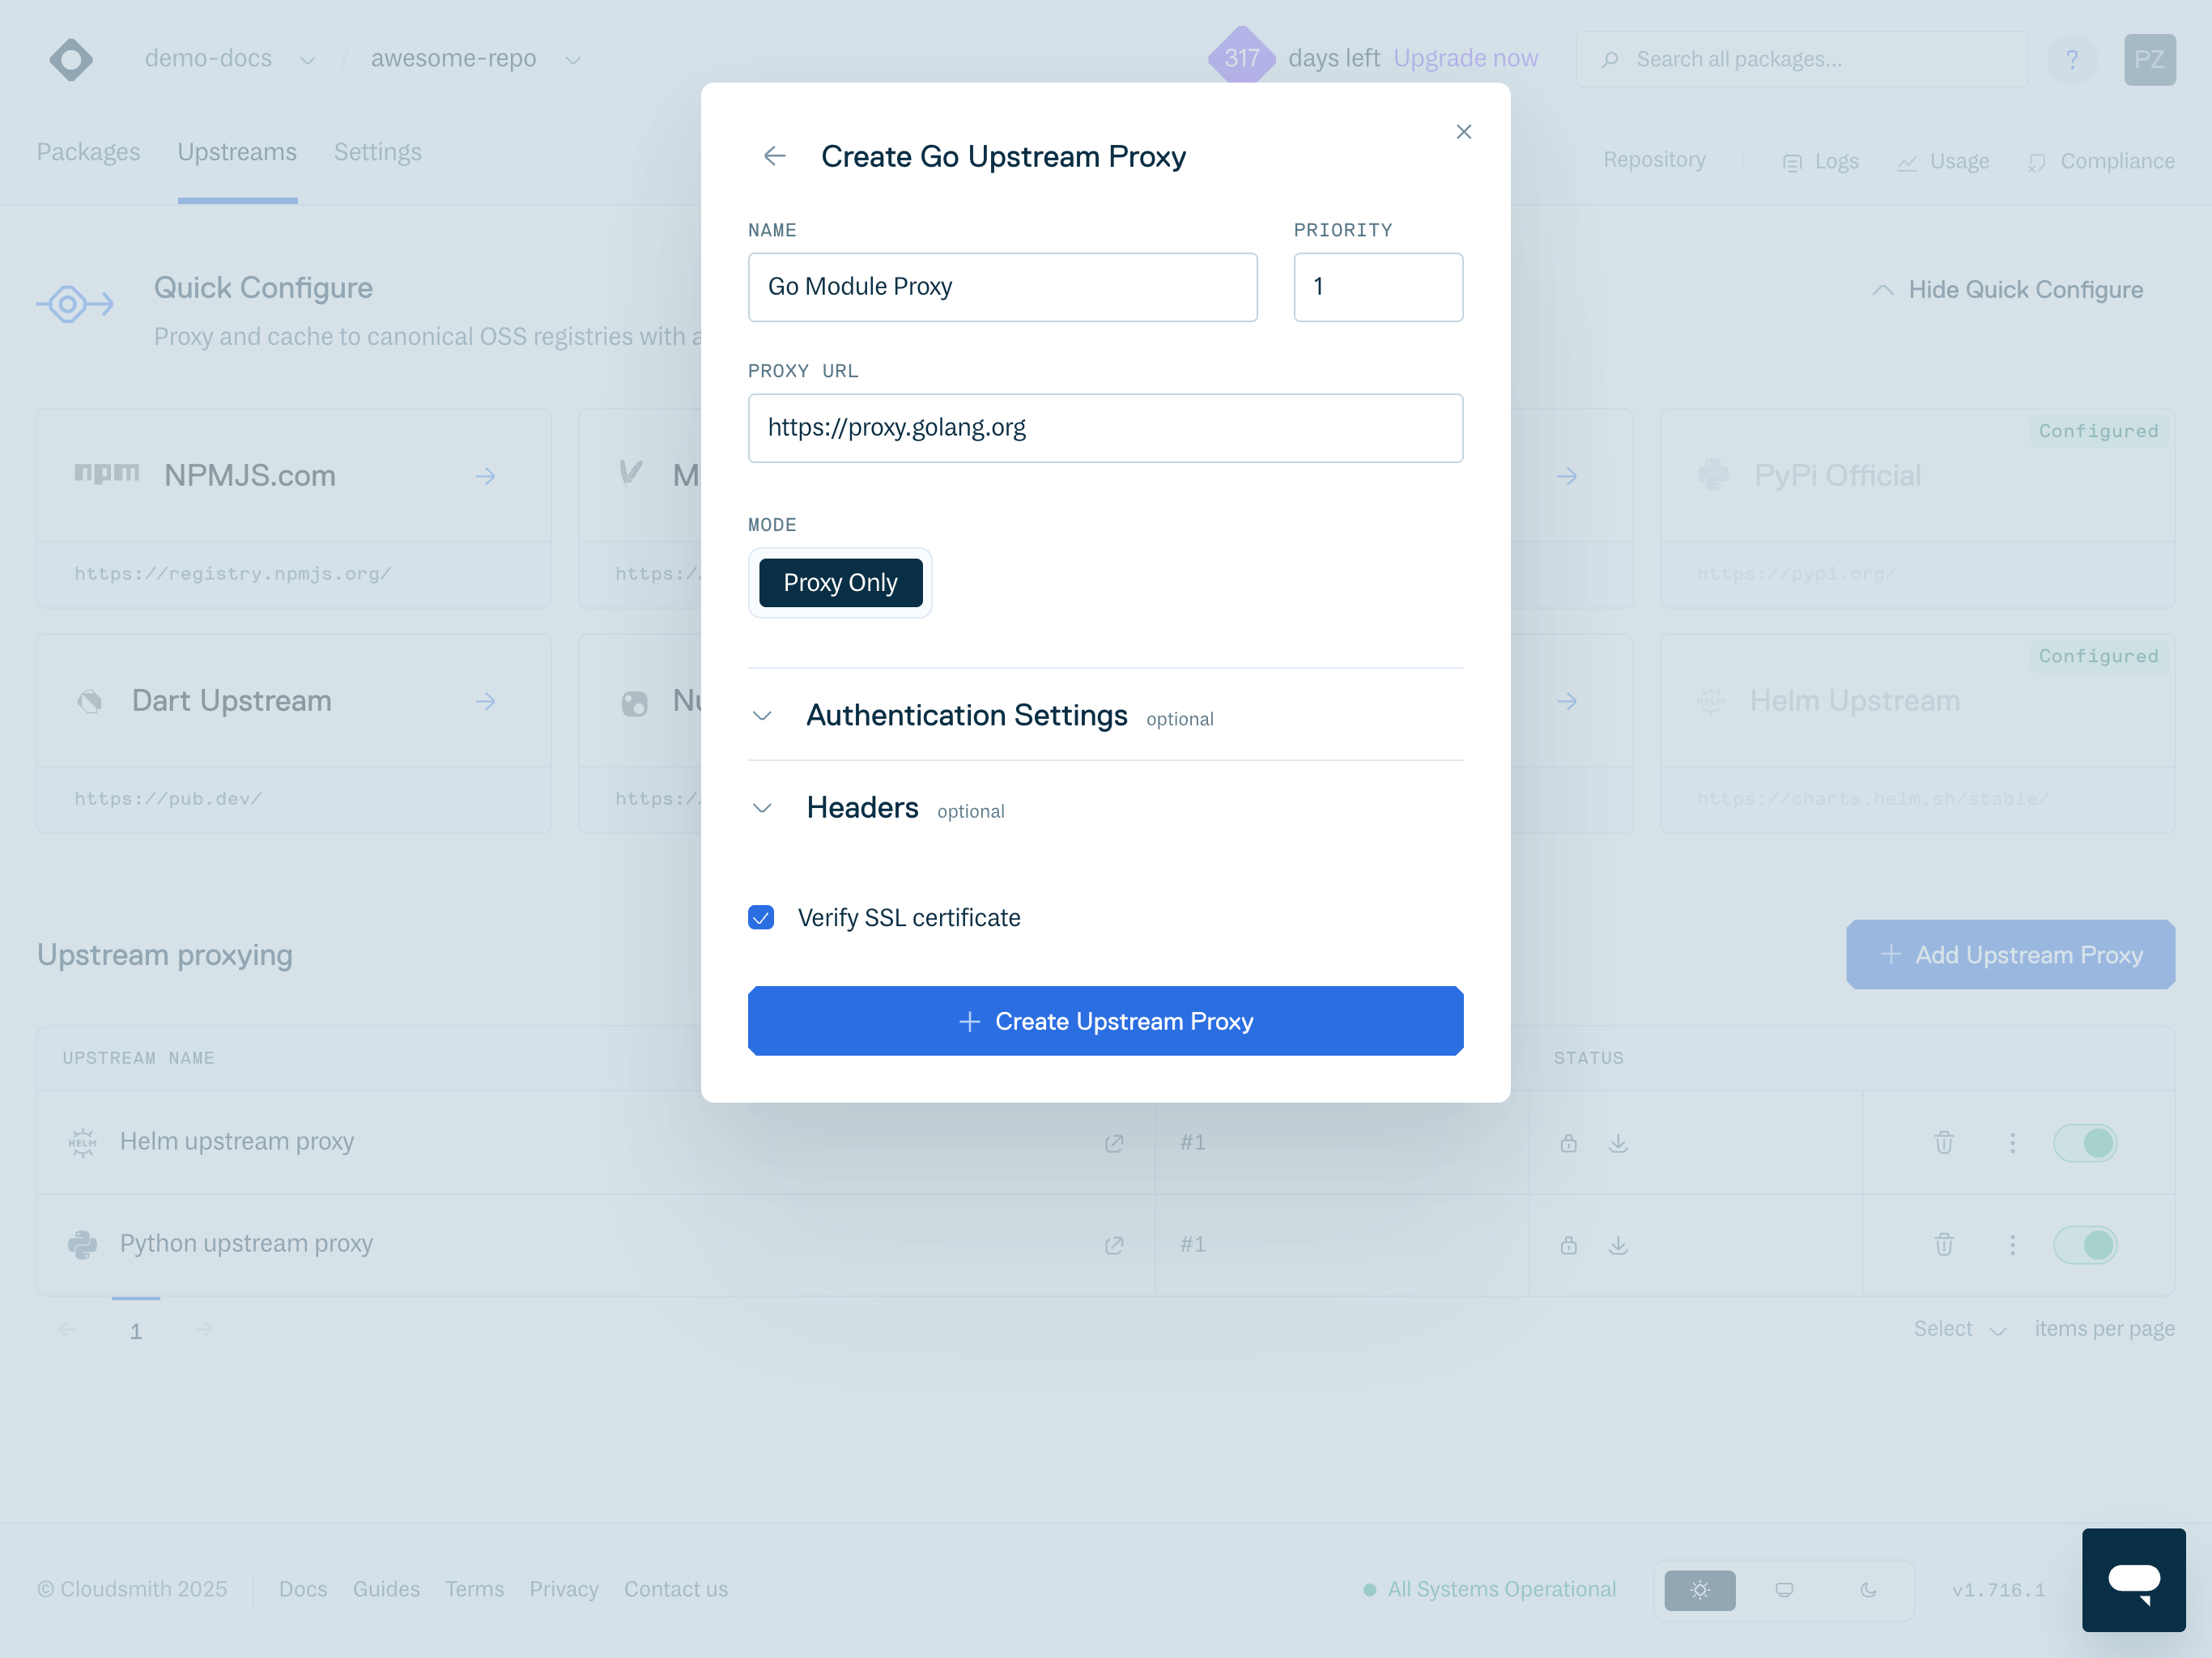 demo-docs / awesome-repo
317 days left Upgrade now
Search all packages...
?
PZ
Packages Upstreams Settings
Repository Logs Usage Compliance
Create Go Upstream Proxy
NAME
Go Module Proxy
PRIORITY
1
PROXY URL
https://proxy.golang.org
MODE
Proxy Only
Authentication Settings optional
Headers optional
Verify SSL certificate
+ Create Upstream Proxy
Quick Configure
Proxy and cache to canonical OSS registries with
Hide Quick Configure
npm NPMJS.com
https://registry.npmjs.org/
https:/
Configured
PyPi Official
https://pypi.org/
Dart Upstream
https://pub.dev/
https:/
Configured
HELM Helm Upstream
https://charts.helm.sh/stable/
Upstream proxying
+ Add Upstream Proxy
UPSTREAM NAME
STATUS
HELM Helm upstream proxy #1
Python upstream proxy #1
1
Select items per page
© Cloudsmith 2025 Docs Guides Terms Privacy Contact us
All Systems Operational
v1.716.1